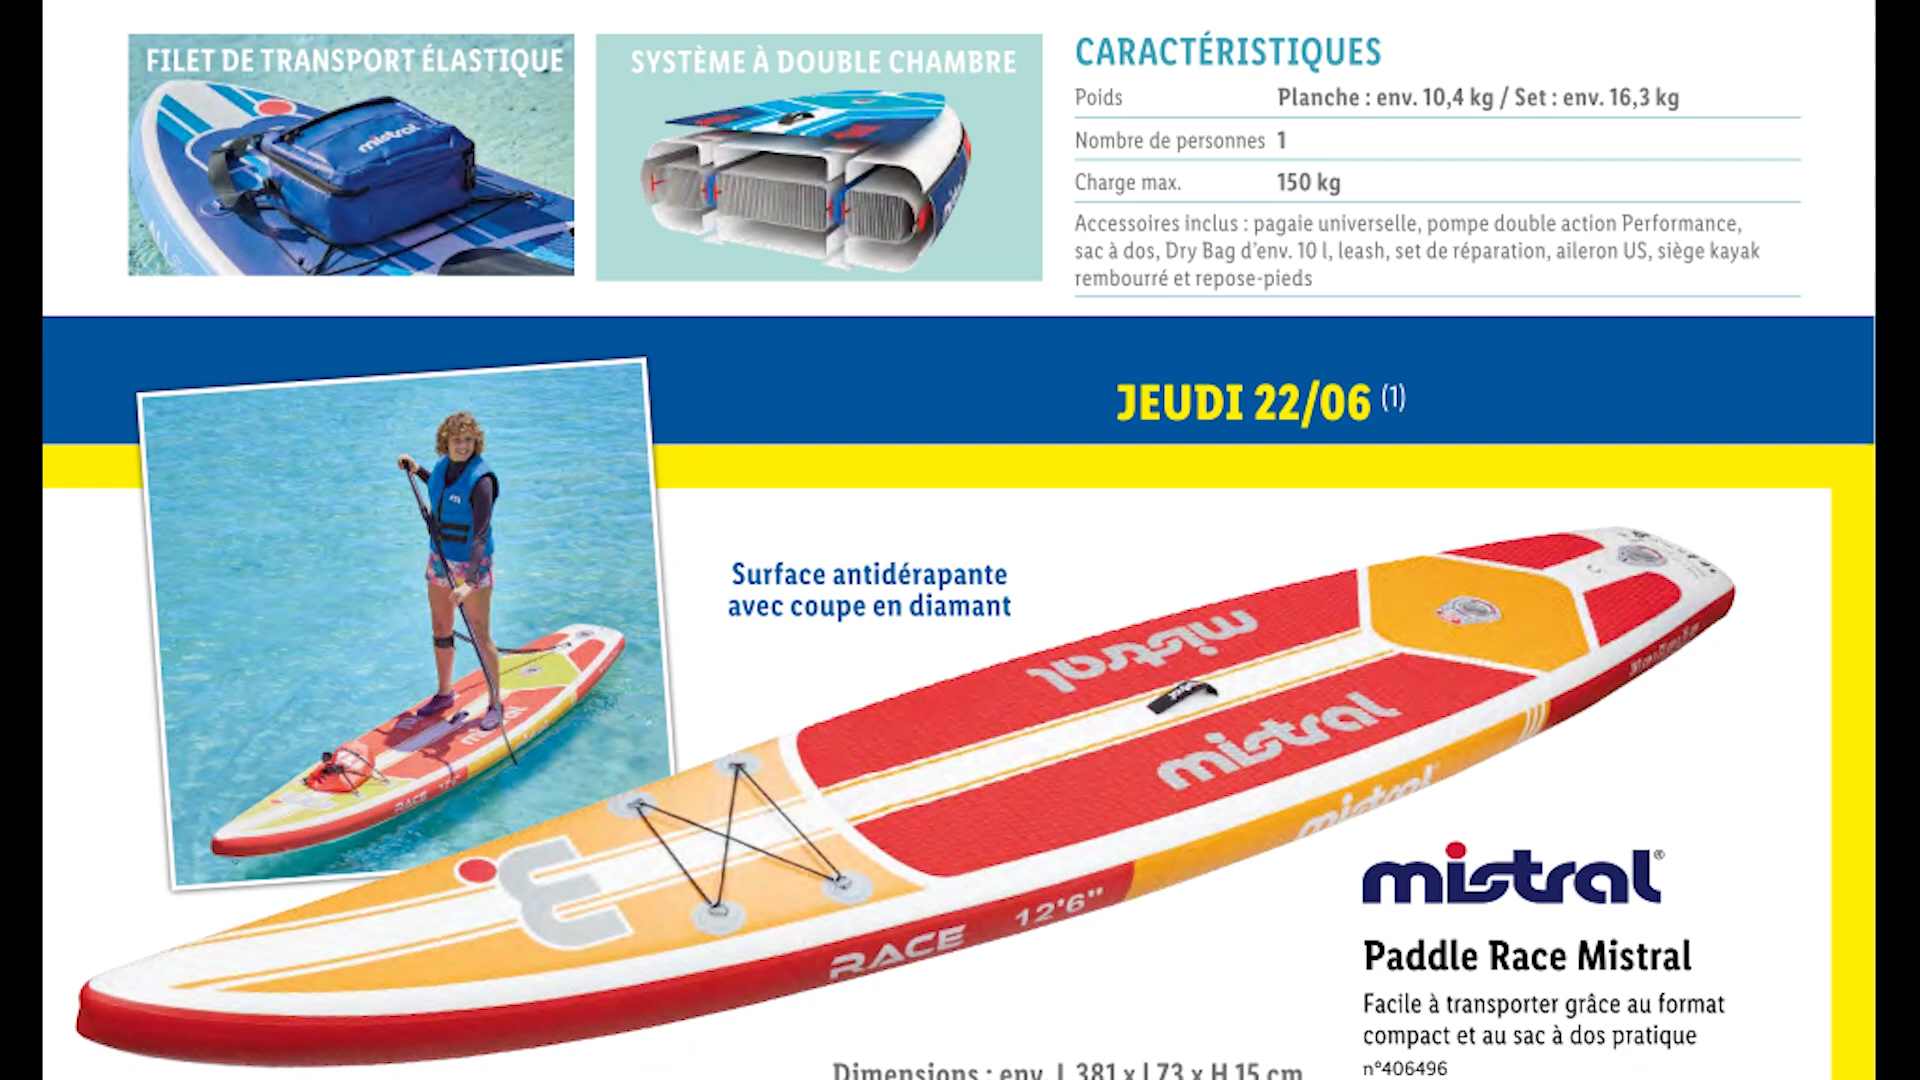 FILET DE TRANSPORT ÉLASTIQUE
mistral
SYSTÈME À DOUBLE CHAMBRE
CARACTÉRISTIQUES
Poids Planche : env. 10,4 kg / Set : env. 16,3 kg
Nombre de personnes 1
Charge max. 150 kg
Accessoires inclus : pagaie universelle, pompe double action Performance,
sac à dos, Dry Bag d'env. 10 l, leash, set de réparation, aileron US, siège kayak
rembourré et repose-pieds
JEUDI 22/06 (1)
Surface antidérapante
avec coupe en diamant
mistral
mistral
mistral
RACE 12'6"
RACE
mistral®
Paddle Race Mistral
Facile à transporter grâce au format
compact et au sac à dos pratique
n°406496
Dimensions : env. L 381 x l 73 x H 15 cm